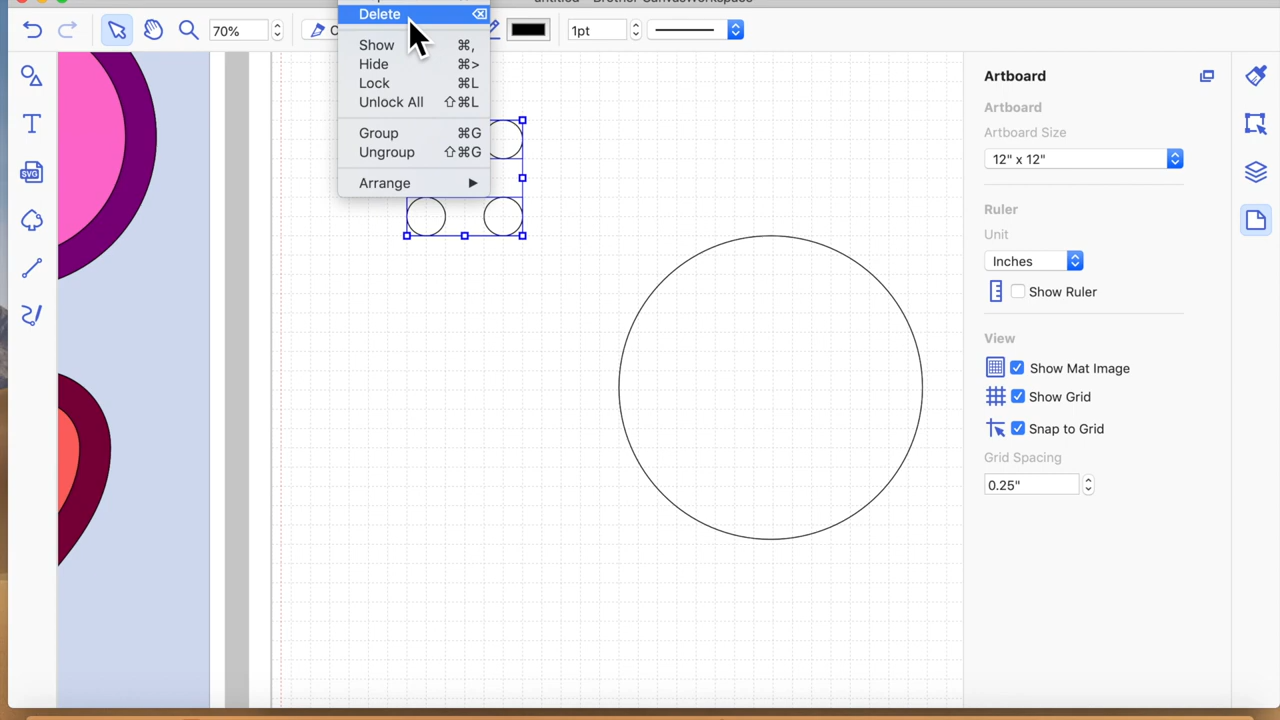 Delete
70%
1pt
Show ⌘,
Hide ⌘>
Lock ⌘L
Unlock All ⇧⌘L
Group ⌘G
Ungroup ⇧⌘G
Arrange
T
SVG
Artboard
Artboard
Artboard Size
12" x 12"
Ruler
Unit
Inches
Show Ruler
View
Show Mat Image
Show Grid
Snap to Grid
Grid Spacing
0.25"